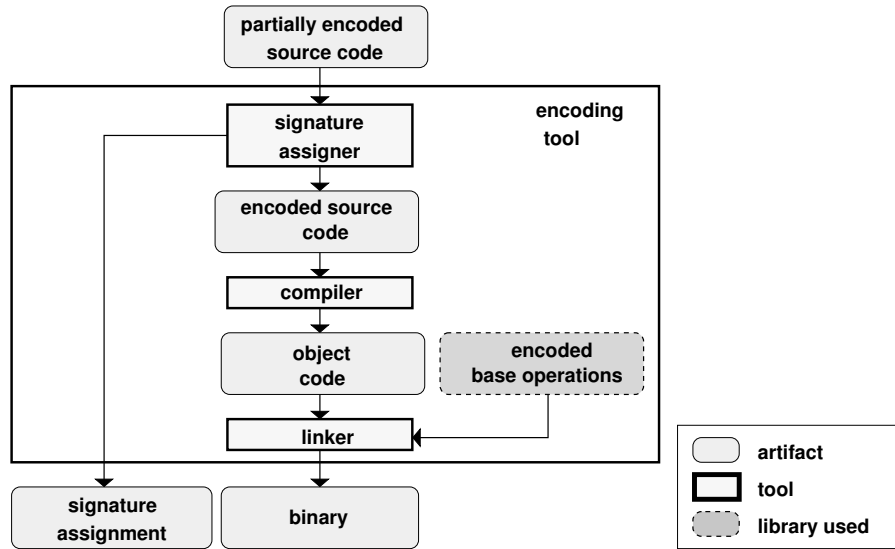 partially encoded
source code
encoding
tool
signature
assigner
encoded source
code
compiler
object
code
encoded
base operations
linker
signature
assignment
binary
artifact
tool
library used